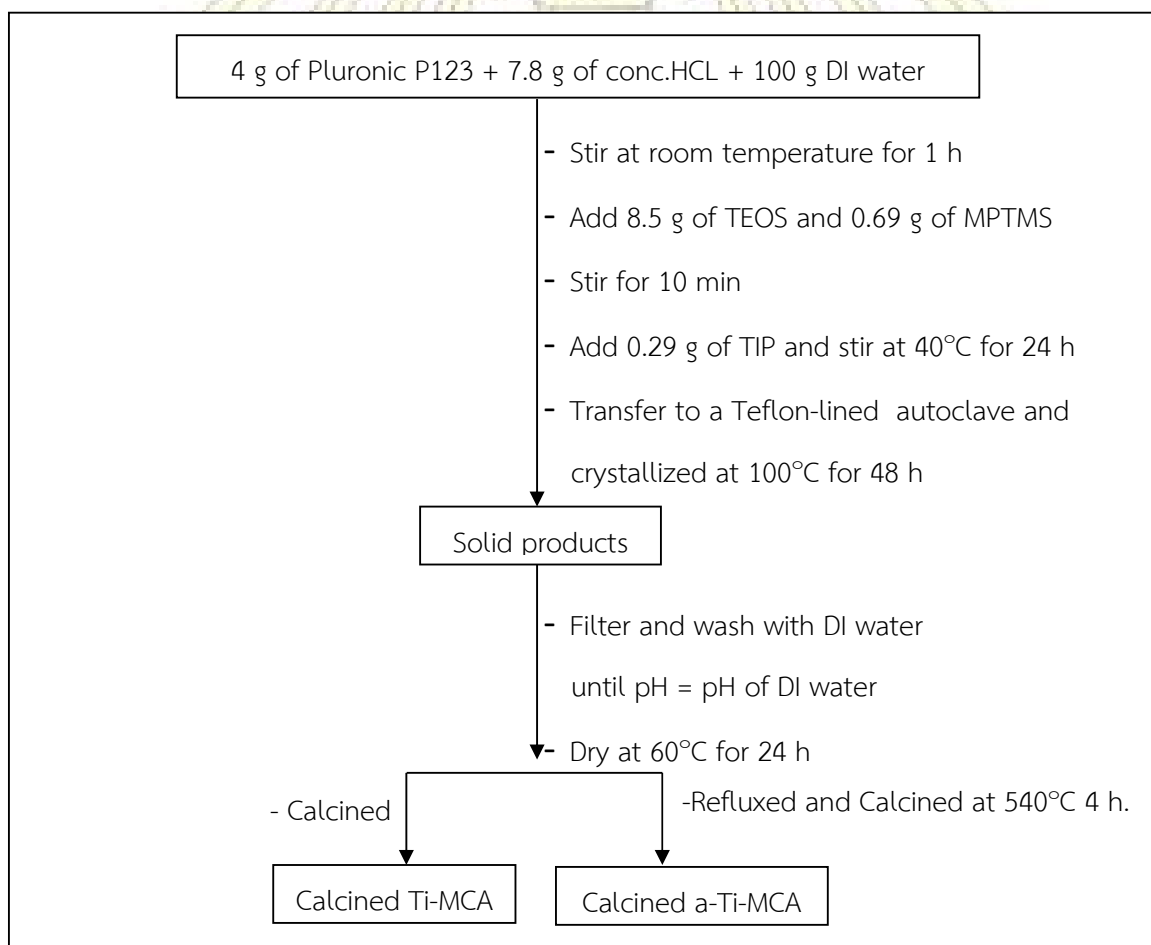 4 g of Pluronic P123 + 7.8 g of conc.HCL + 100 g DI water
- Stir at room temperature for 1 h
- Add 8.5 g of TEOS and 0.69 g of MPTMS
- Stir for 10 min
- Add 0.29 g of TIP and stir at 40°C for 24 h
- Transfer to a Teflon-lined autoclave and
crystallized at 100°C for 48 h
Solid products
- Filter and wash with DI water
until pH = pH of DI water
- Dry at 60°C for 24 h
- Calcined
-Refluxed and Calcined at 540°C 4 h.
Calcined Ti-MCA
Calcined a-Ti-MCA